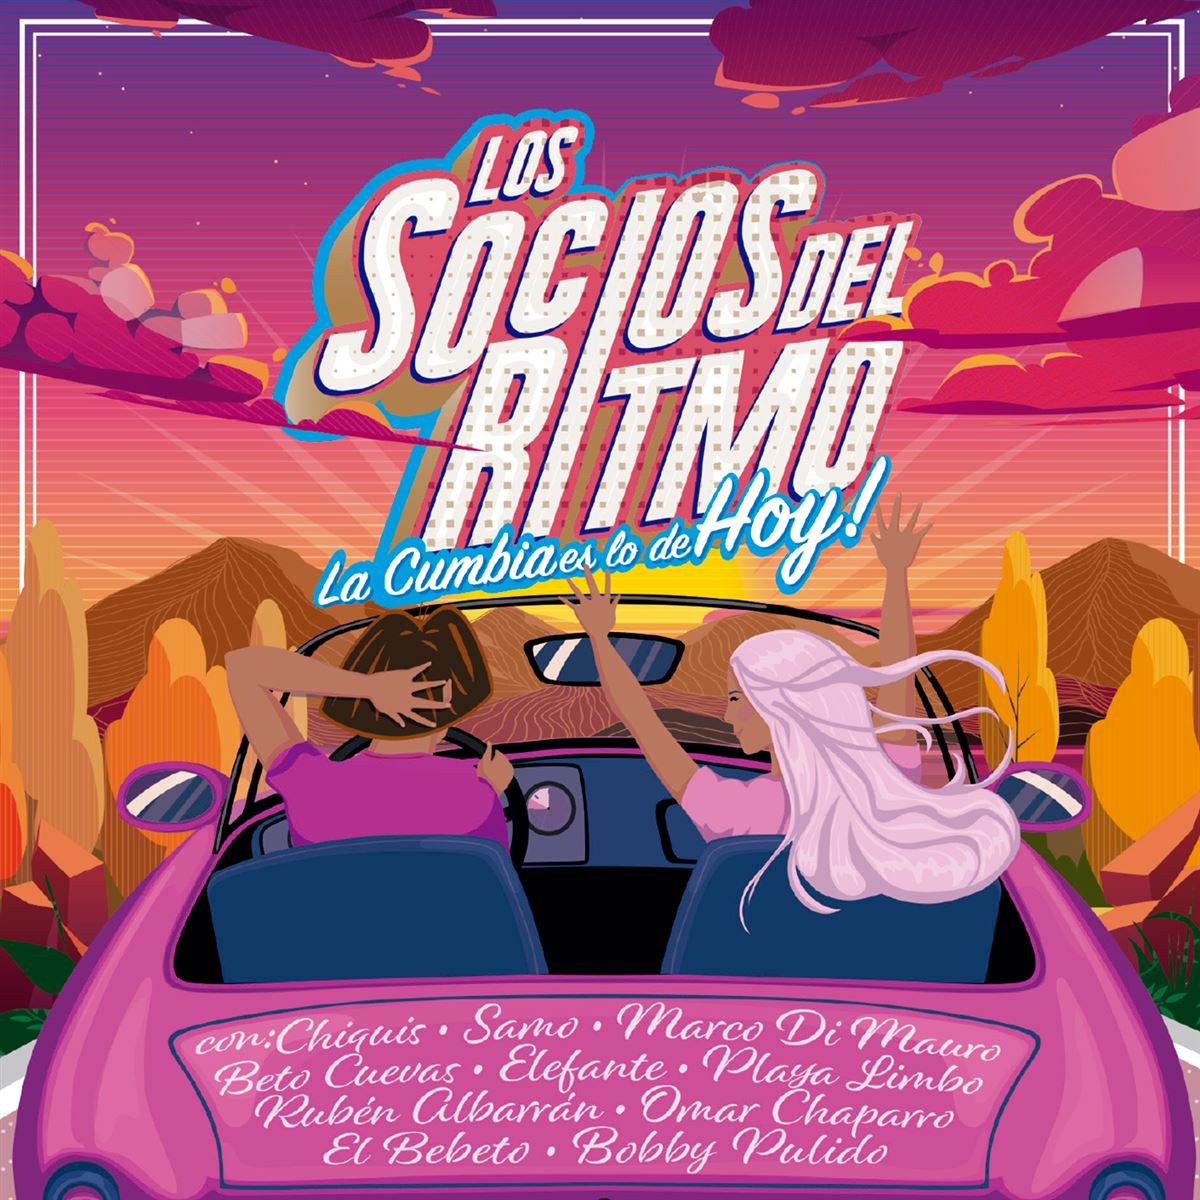 LOS
SOCIOS DEL
RITMO
La Cumbia es lo de Hoy!
con: Chiquis • Samo • Marco Di Mauro
Beto Cuevas • Elefante • Playa Limbo
Rubén Albarrán • Omar Chaparro
El Bebeto • Bobby Pulido